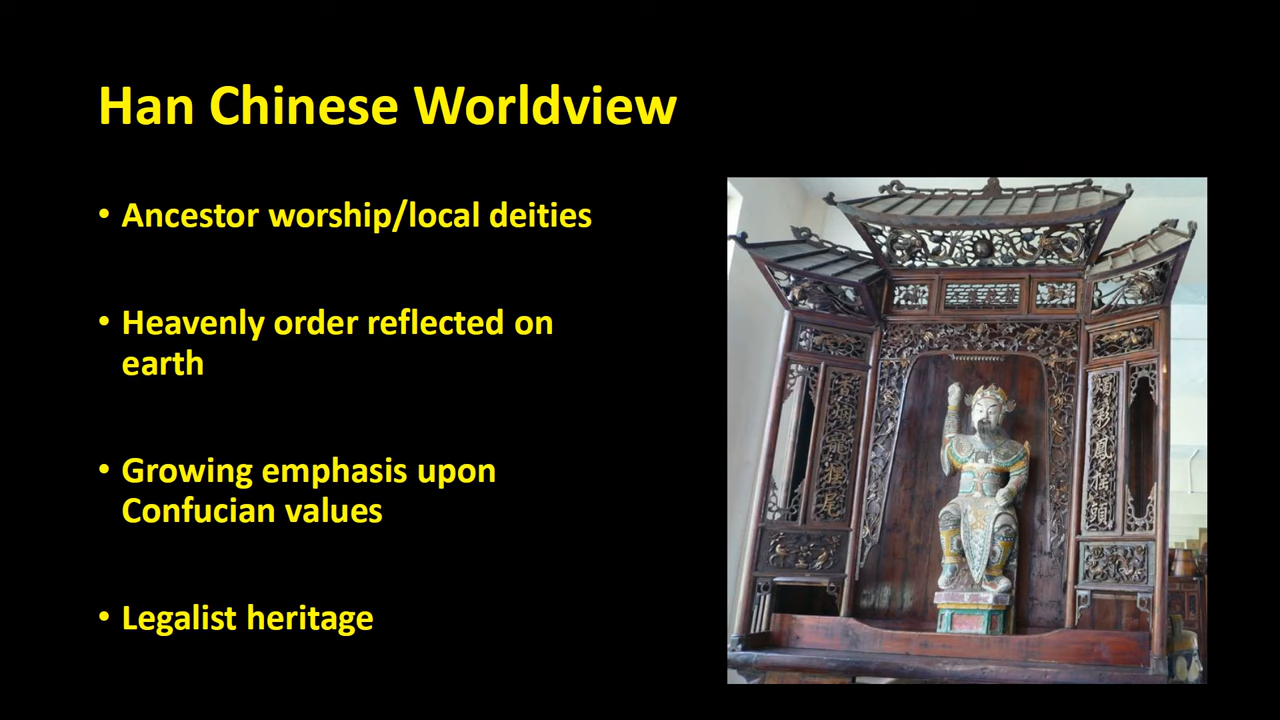 Han Chinese Worldview
• Ancestor worship/local deities
• Heavenly order reflected on
earth
• Growing emphasis upon
Confucian values
• Legalist heritage